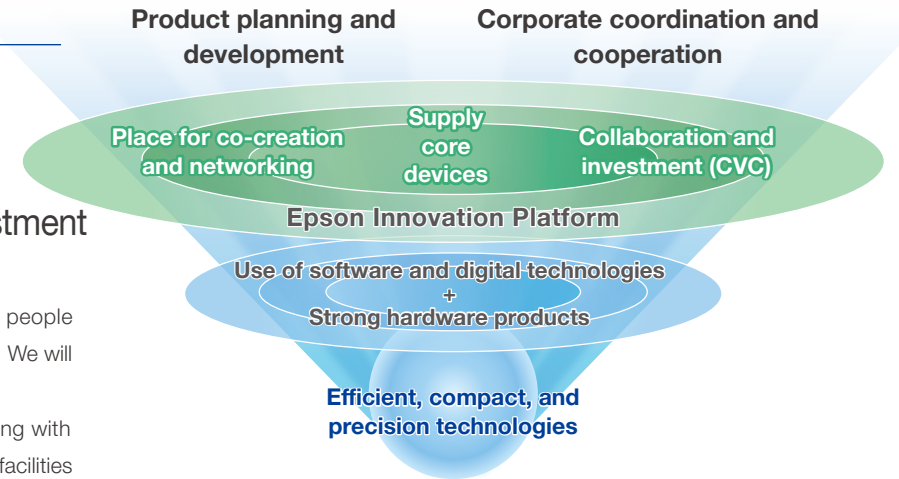 Product planning and
development
Corporate coordination and
cooperation
Place for co-creation
and networking
Supply
core
devices
Collaboration and
investment (CVC)
Epson Innovation Platform
Use of software and digital technologies
+
Strong hardware products
Efficient, compact, and
precision technologies
stment
people
We will
ng with
facilities